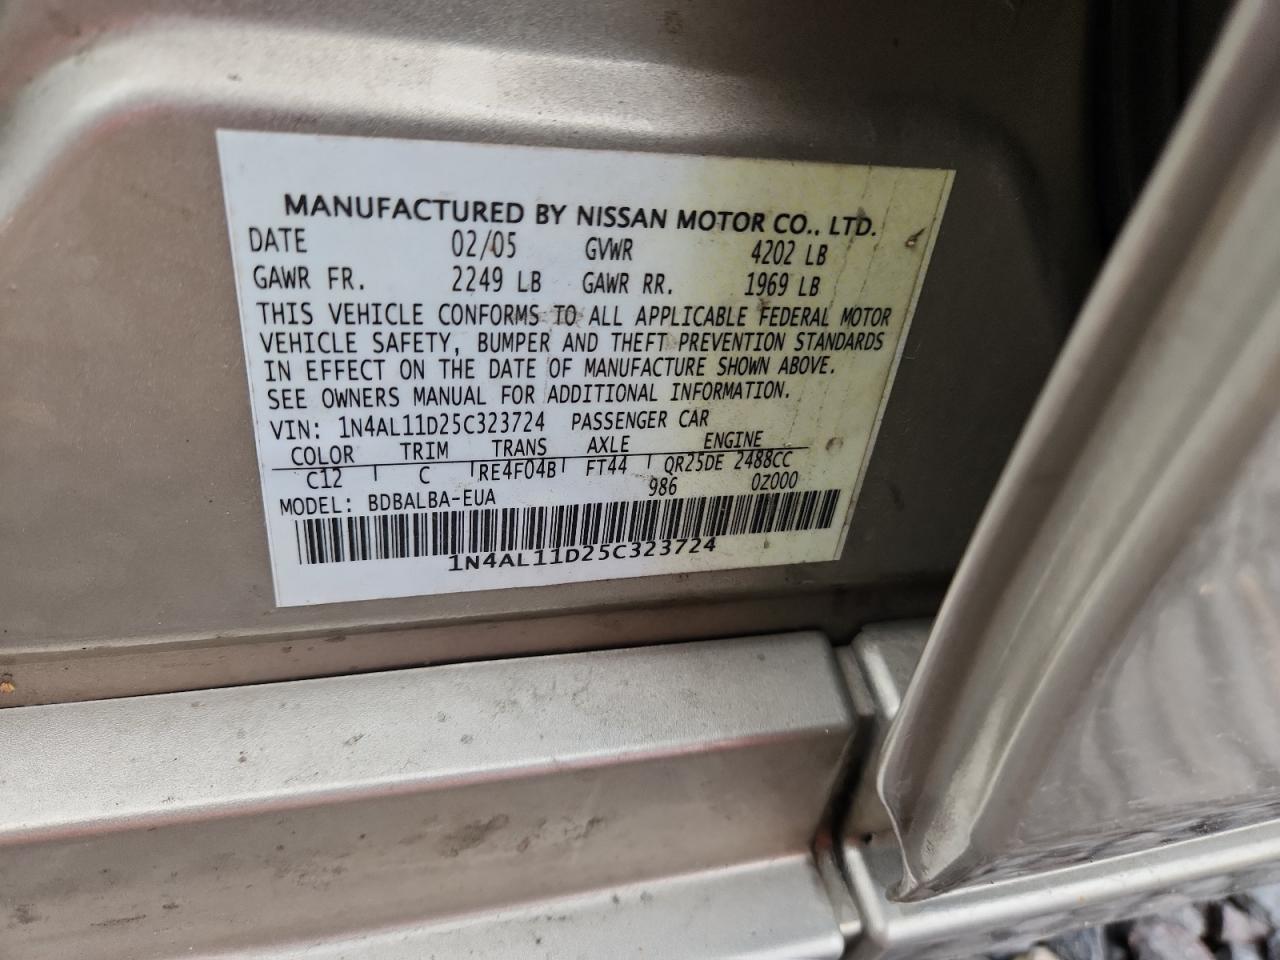 MANUFACTURED BY NISSAN MOTOR CO., LTD.
DATE 02/05 GVWR 4202 LB
GAWR FR. 2249 LB GAWR RR. 1969 LB
THIS VEHICLE CONFORMS TO ALL APPLICABLE FEDERAL MOTOR
VEHICLE SAFETY, BUMPER AND THEFT PREVENTION STANDARDS
IN EFFECT ON THE DATE OF MANUFACTURE SHOWN ABOVE.
SEE OWNERS MANUAL FOR ADDITIONAL INFORMATION.
VIN: 1N4AL11D25C323724 PASSENGER CAR
COLOR TRIM TRANS AXLE ENGINE
C12 C RE4F04B FT44 QR25DE 2488CC
MODEL: BDBALBA-EUA 986 0Z000
1N4AL11D25C323724